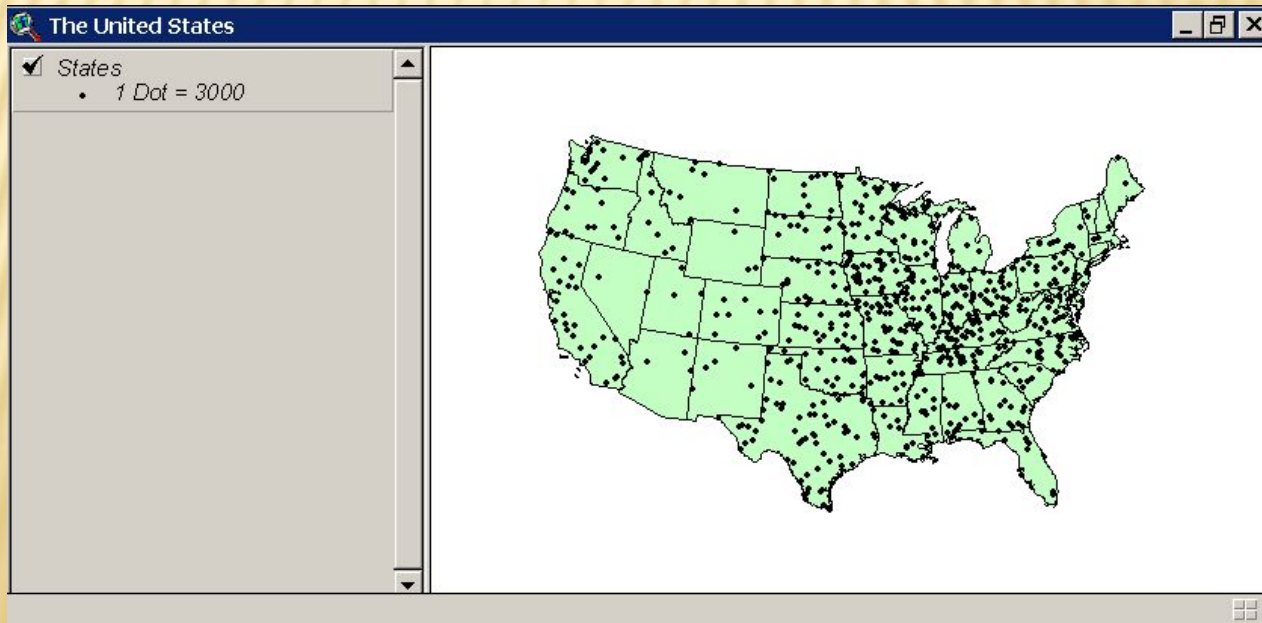 The United States
States
1 Dot = 3000